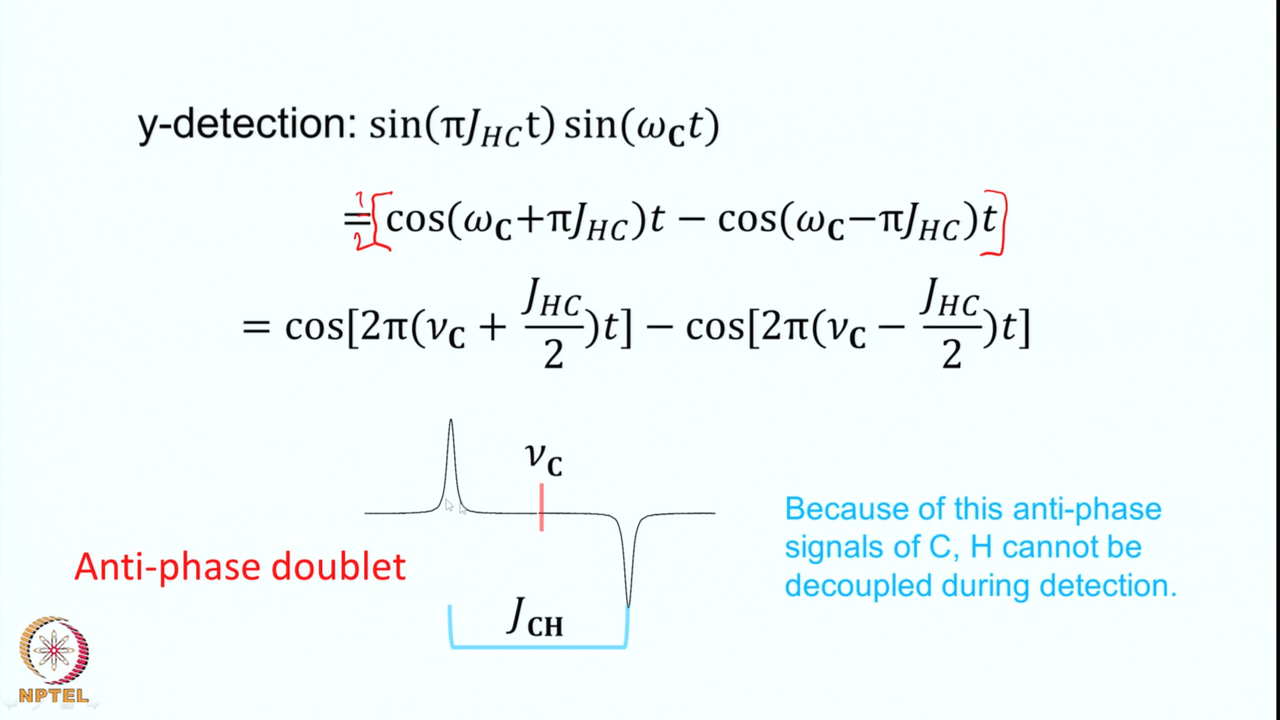 y-detection: sin(πJ_HC t) sin(ω_C t)
= 1/2 [cos(ω_C+πJ_HC)t − cos(ω_C−πJ_HC)t]
= cos[2π(ν_C + J_HC/2)t] − cos[2π(ν_C − J_HC/2)t]
ν_C
Because of this anti-phase
signals of C, H cannot be
decoupled during detection.
Anti-phase doublet
J_CH
NPTEL